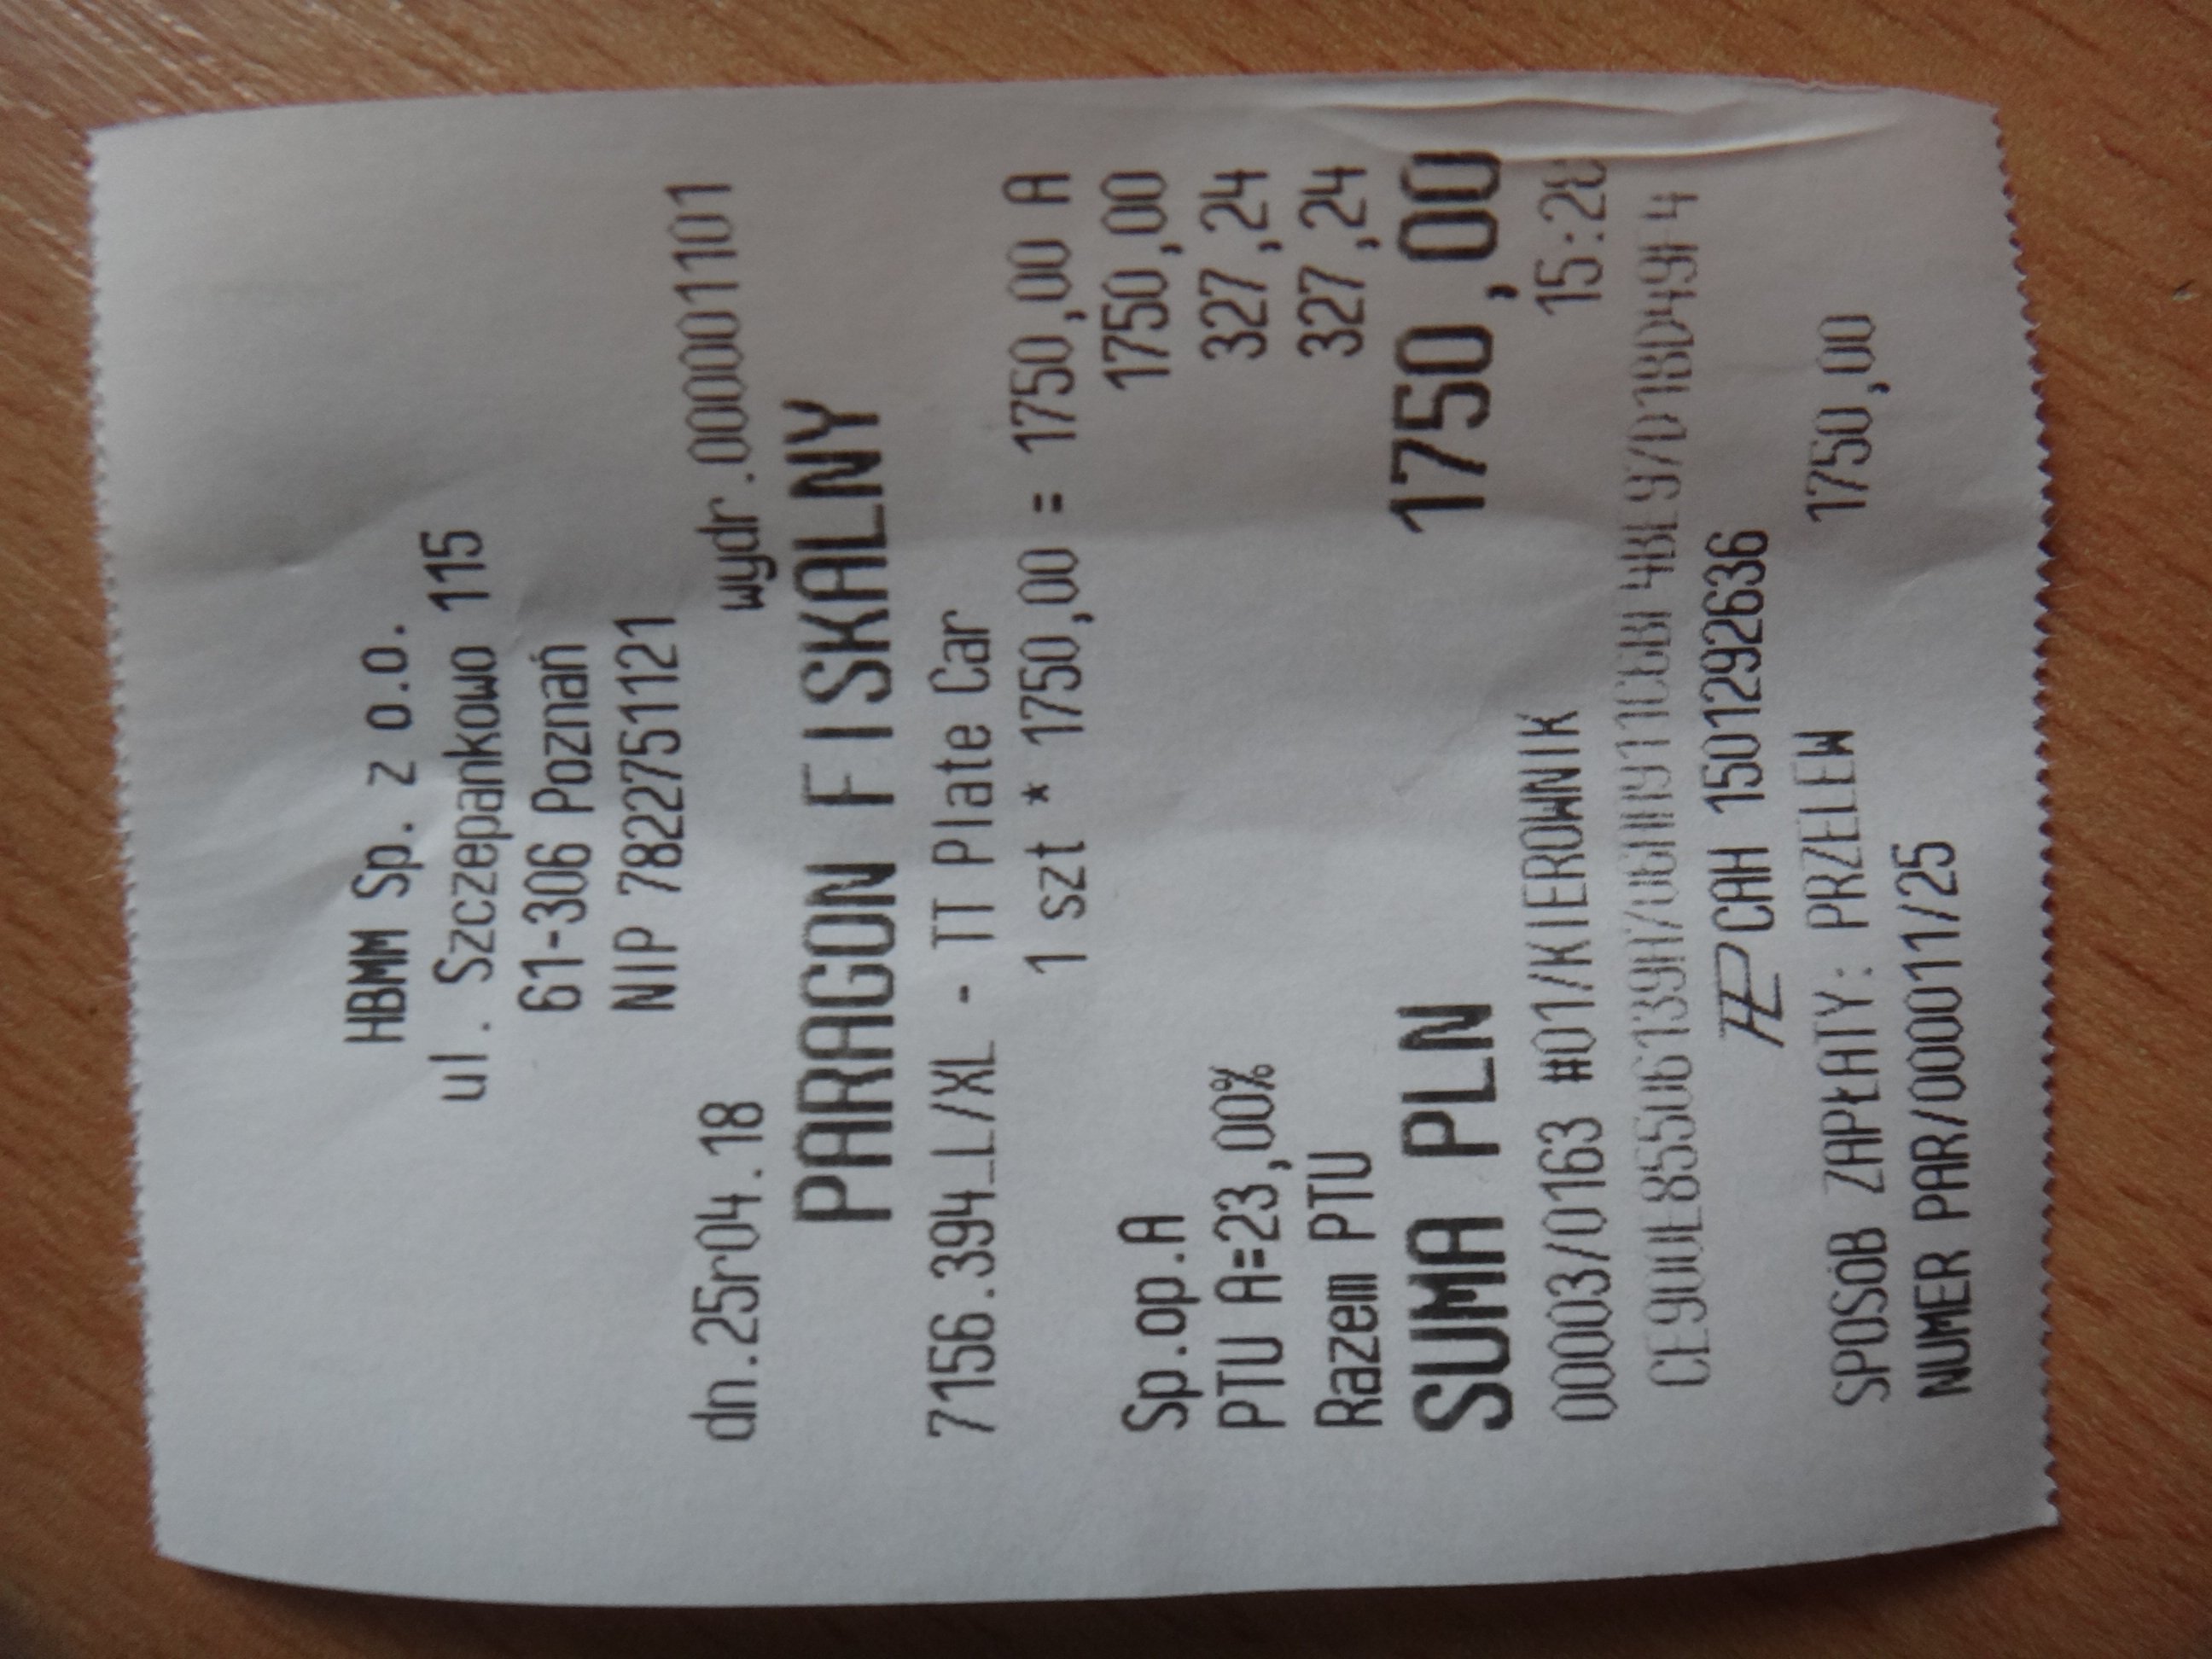 HBMM Sp. z o.o.
ul. Szczepankowo 115
61-306 Poznań
NIP 7822751121
dn.25r04.18 wydr.00001101
PARAGON FISKALNY
7156.394_L/XL - TT Plate Car
1 szt * 1750,00 = 1750,00 A
Sp.op.A 1750,00
PTU A=23,00% 327,24
Razem PTU 327,24
SUMA PLN 1750,00
00003/0163 #01/KIEROWNIK 15:28
CAH 1501292636
SPOSÓB ZAPŁATY: PRZELEW 1750,00
NUMER PAR/000011/25